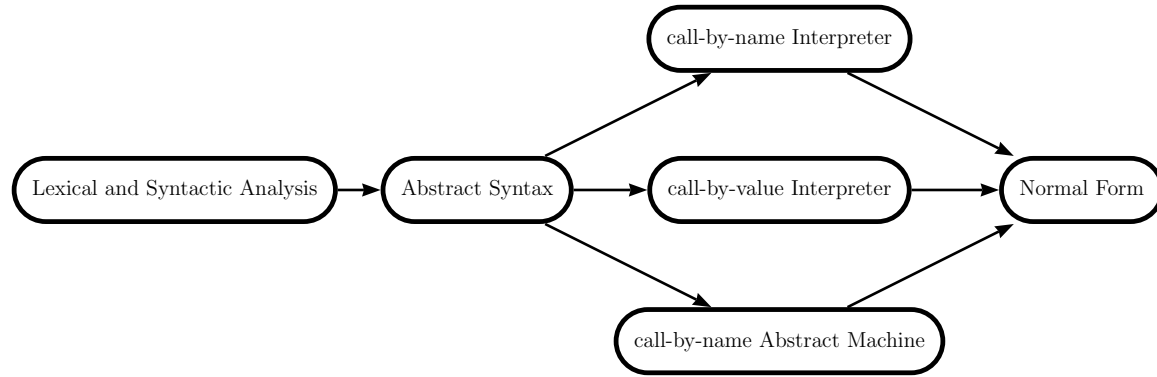 call-by-name Interpreter
Lexical and Syntactic Analysis
Abstract Syntax
call-by-value Interpreter
Normal Form
call-by-name Abstract Machine